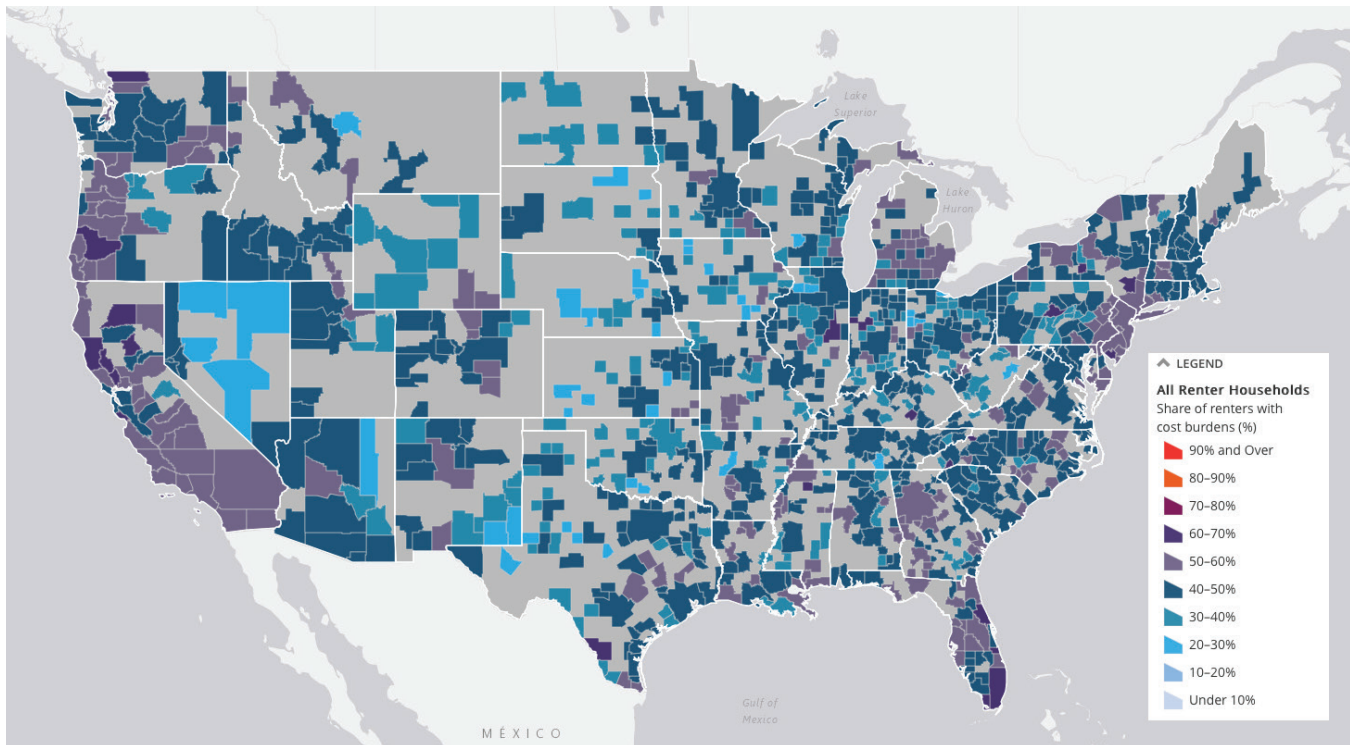 Lake
Superior
Lake
Huron
LEGEND
All Renter Households
Share of renters with
cost burdens (%)
90% and Over
80–90%
70–80%
60–70%
50–60%
40–50%
30–40%
20–30%
10–20%
Under 10%
Gulf of
Mexico
MÉXICO